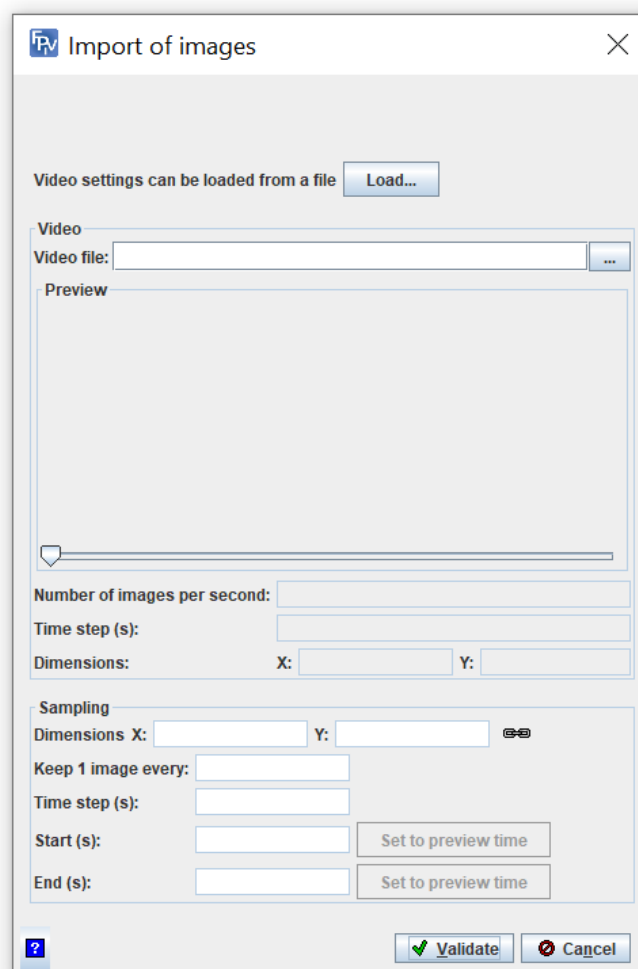 FPIV Import of images
Video settings can be loaded from a file Load...
Video
Video file: ...
Preview
Number of images per second:
Time step (s):
Dimensions: X: Y:
Sampling
Dimensions X: Y:
Keep 1 image every:
Time step (s):
Start (s): Set to preview time
End (s): Set to preview time
? Validate Cancel